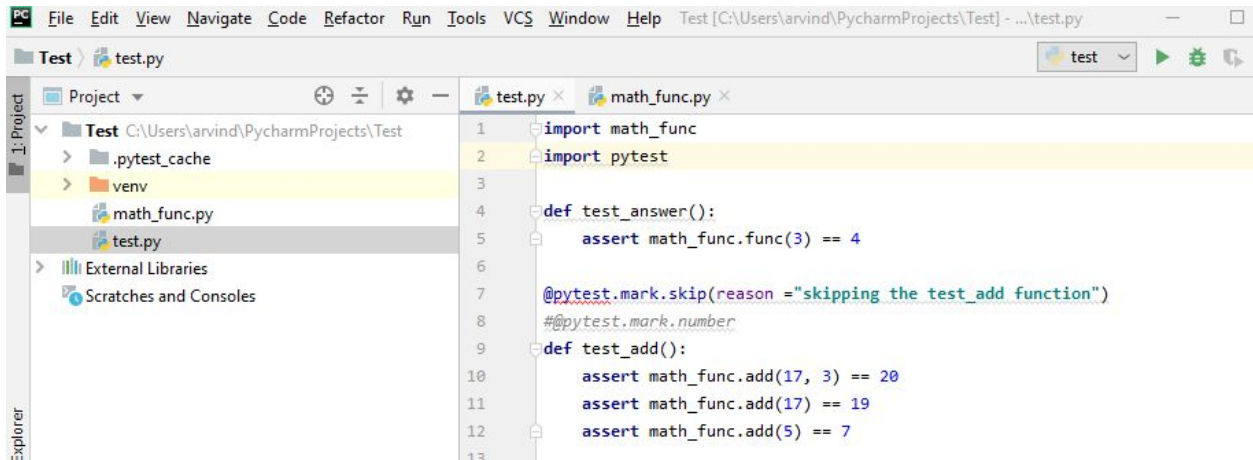 PC File Edit View Navigate Code Refactor Run Tools VCS Window Help Test [C:\Users\arvind\PycharmProjects\Test] - ...\test.py
Test test.py
test
1: Project
Project
Test C:\Users\arvind\PycharmProjects\Test
.pytest_cache
venv
math_func.py
test.py
External Libraries
Scratches and Consoles
Explorer
test.py math_func.py
1 import math_func
2 import pytest
3
4 def test_answer():
5 assert math_func.func(3) == 4
6
7 @pytest.mark.skip(reason ="skipping the test_add function")
8 #@pytest.mark.number
9 def test_add():
10 assert math_func.add(17, 3) == 20
11 assert math_func.add(17) == 19
12 assert math_func.add(5) == 7
13